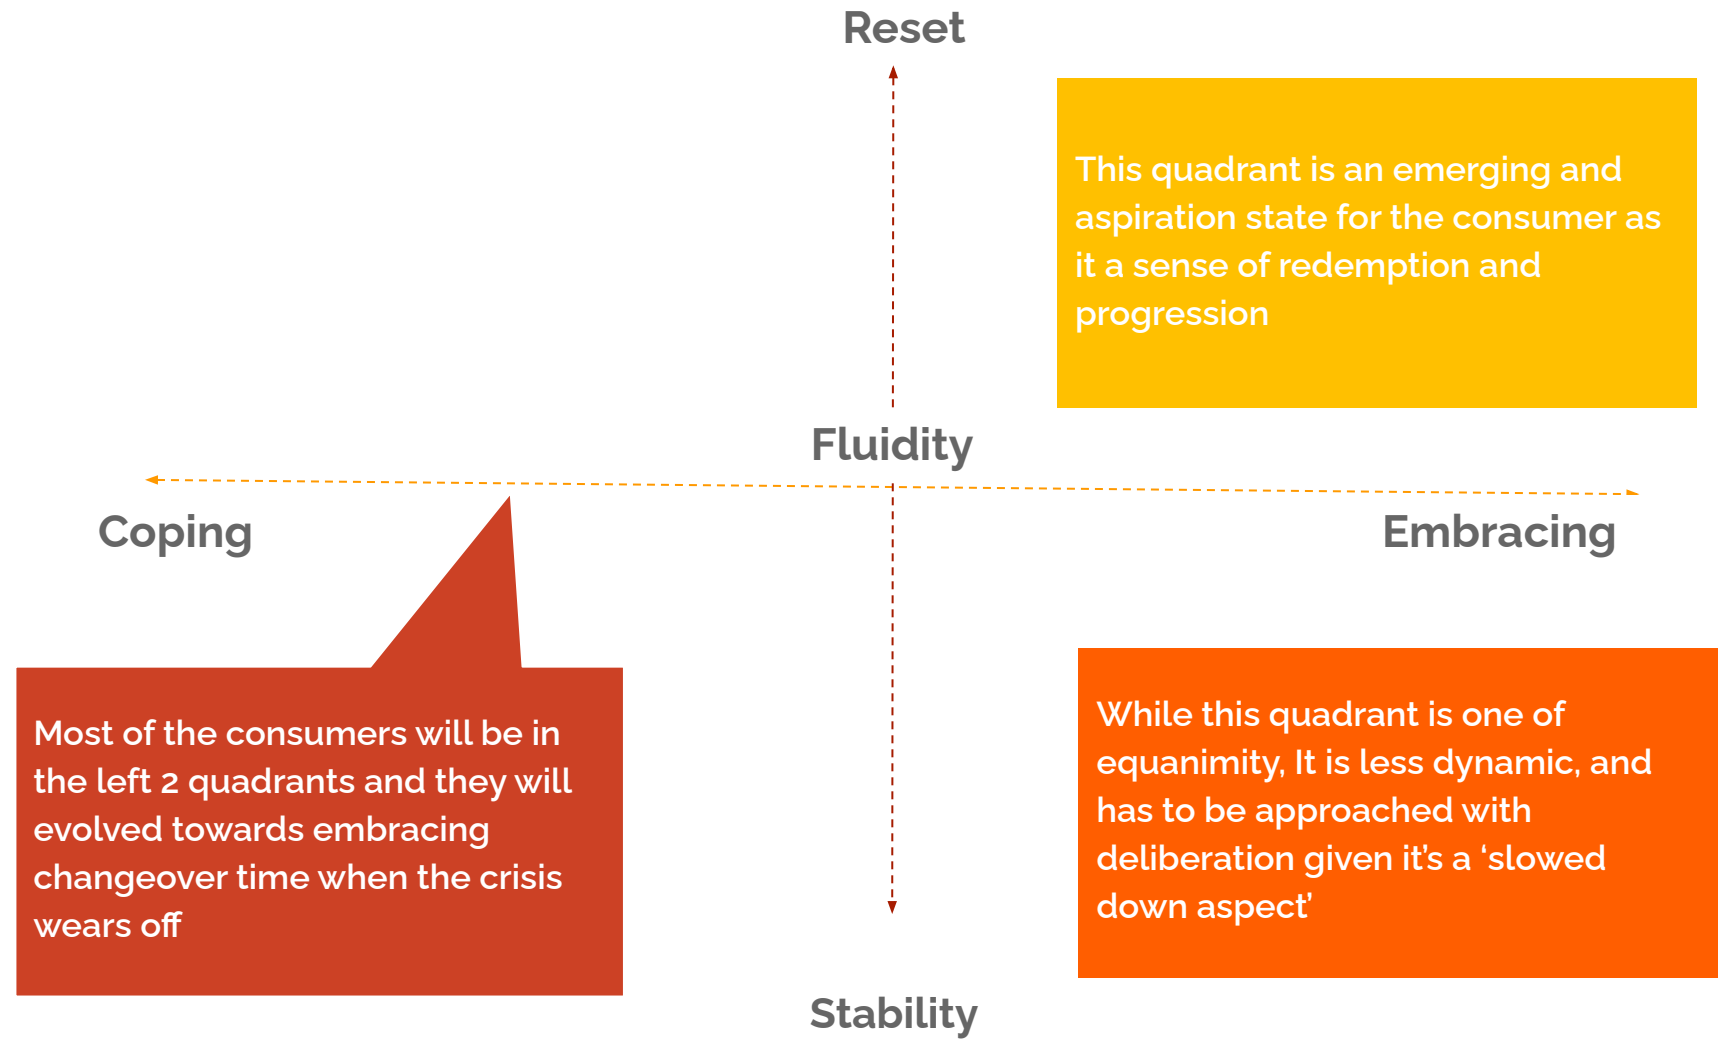 Reset
This quadrant is an emerging and
aspiration state for the consumer as
it a sense of redemption and
progression
Fluidity
Coping
Embracing
Most of the consumers will be in
the left 2 quadrants and they will
evolved towards embracing
changeover time when the crisis
wears off
While this quadrant is one of
equanimity, It is less dynamic, and
has to be approached with
deliberation given it’s a ‘slowed
down aspect’
Stability